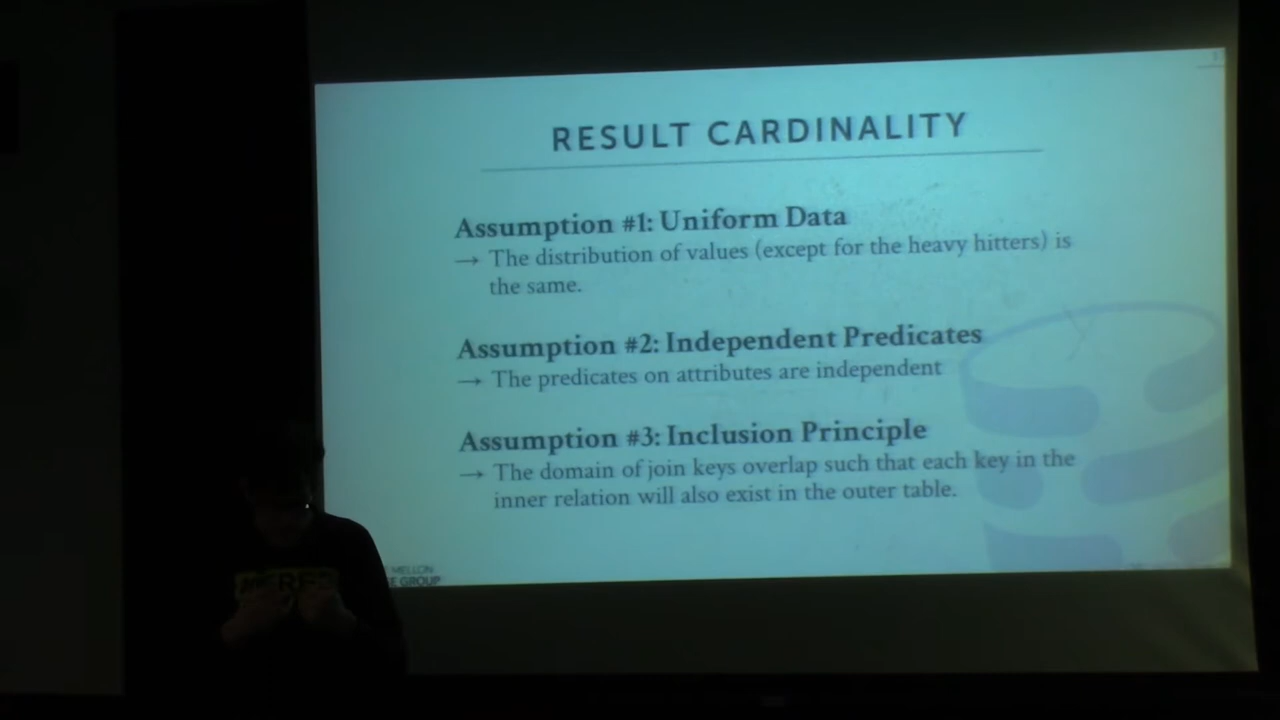 RESULT CARDINALITY
Assumption #1: Uniform Data
→ The distribution of values (except for the heavy hitters) is
the same.
Assumption #2: Independent Predicates
→ The predicates on attributes are independent
Assumption #3: Inclusion Principle
→ The domain of join keys overlap such that each key in the
inner relation will also exist in the outer table.
MELLON
E GROUP